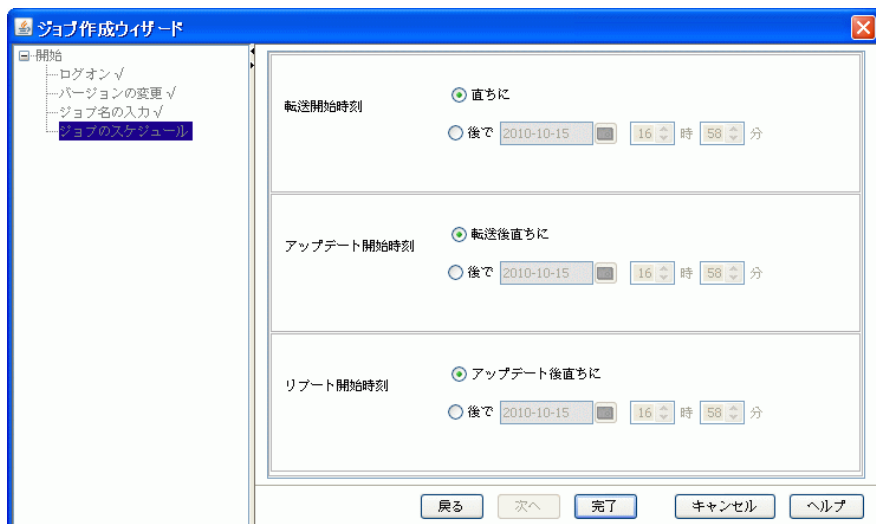 ジョブ作成ウィザード
開始
ログオン √
バージョンの変更 √
ジョブ名の入力 √
ジョブのスケジュール
転送開始時刻
直ちに
後で 2010-10-15 16 時 58 分
アップデート開始時刻
転送後直ちに
後で 2010-10-15 16 時 58 分
リブート開始時刻
アップデート後直ちに
後で 2010-10-15 16 時 58 分
戻る 次へ 完了 キャンセル ヘルプ